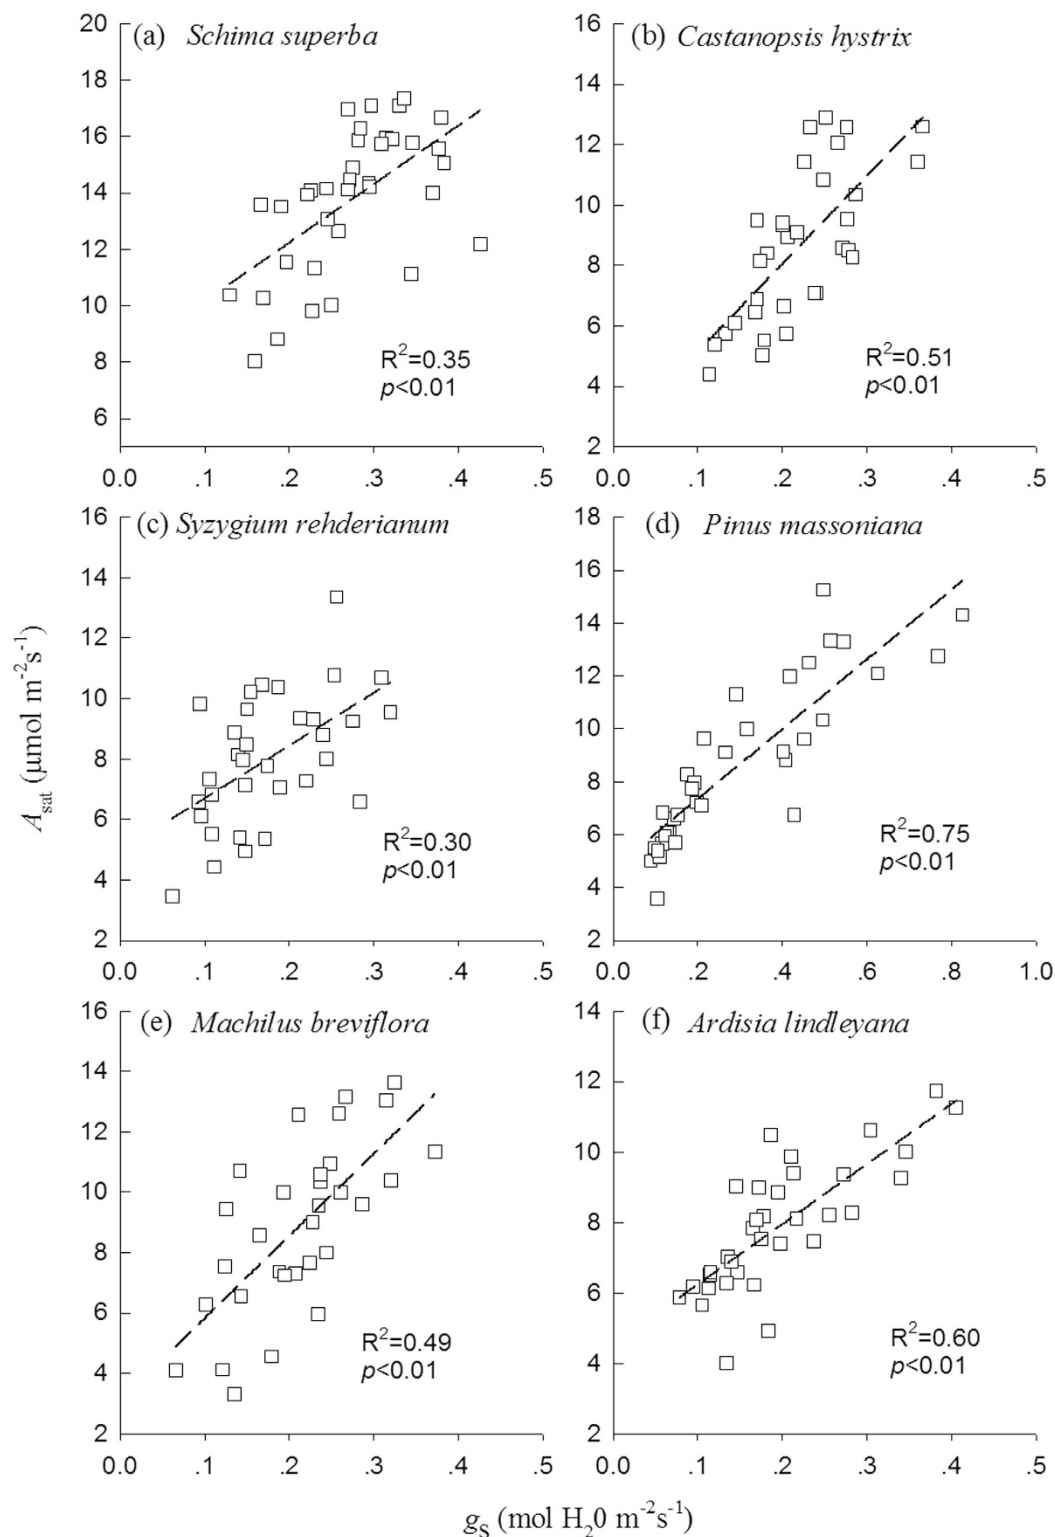 (a) Schima superba
20
18
16
14
12
10
8
6
0.0 .1 .2 .3 .4 .5
R²=0.35
p<0.01
(b) Castanopsis hystrix
16
14
12
10
8
6
4
2
0.0 .1 .2 .3 .4 .5
R²=0.51
p<0.01
(c) Syzygium rehderianum
16
14
12
10
8
6
4
2
0.0 .1 .2 .3 .4 .5
R²=0.30
p<0.01
(d) Pinus massoniana
18
16
14
12
10
8
6
4
2
0.0 .2 .4 .6 .8 1.0
R²=0.75
p<0.01
(e) Machilus breviflora
16
14
12
10
8
6
4
2
0.0 .1 .2 .3 .4 .5
R²=0.49
p<0.01
(f) Ardisia lindleyana
14
12
10
8
6
4
2
0.0 .1 .2 .3 .4 .5
R²=0.60
p<0.01
Asat (μmol m⁻²s⁻¹)
gS (mol H₂0 m⁻²s⁻¹)